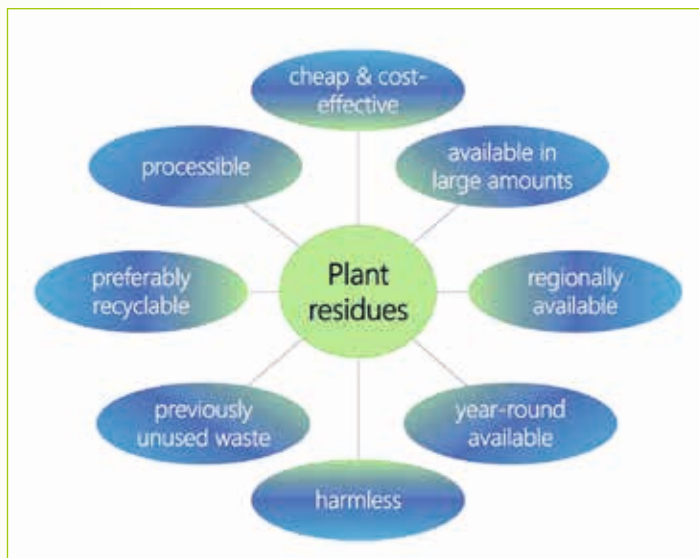 cheap & cost-
effective
available in
large amounts
regionally
available
year-round
available
harmless
previously
unused waste
preferably
recyclable
processible
Plant
residues